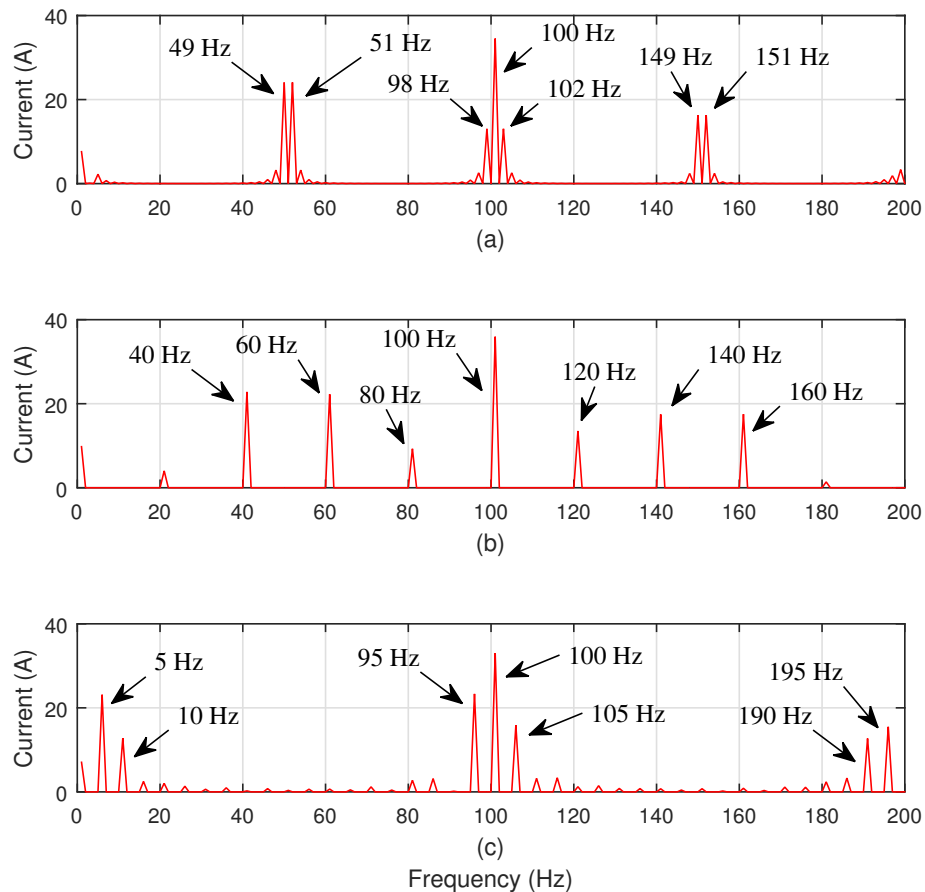 Current (A)
40
20
0
49 Hz
51 Hz
98 Hz
100 Hz
102 Hz
149 Hz
151 Hz
0 20 40 60 80 100 120 140 160 180 200
(a)
Current (A)
40
20
0
40 Hz
60 Hz
80 Hz
100 Hz
120 Hz
140 Hz
160 Hz
0 20 40 60 80 100 120 140 160 180 200
(b)
Current (A)
40
20
0
5 Hz
10 Hz
95 Hz
100 Hz
105 Hz
190 Hz
195 Hz
0 20 40 60 80 100 120 140 160 180 200
(c)
Frequency (Hz)